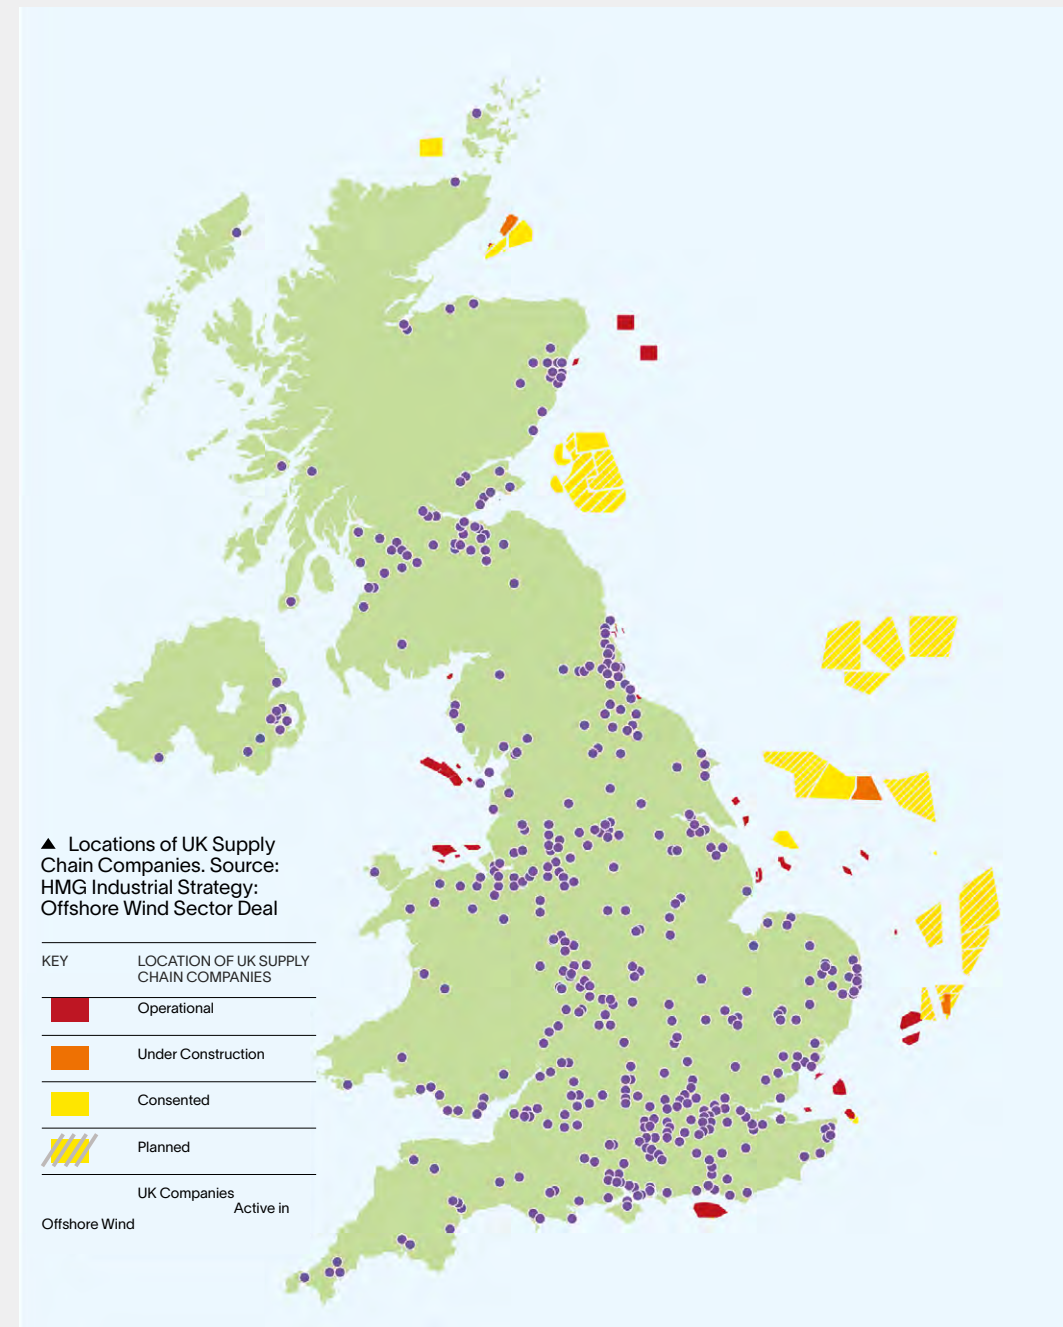 ▲ Locations of UK Supply
Chain Companies. Source:
HMG Industrial Strategy:
Offshore Wind Sector Deal
KEY
LOCATION OF UK SUPPLY
CHAIN COMPANIES
Operational
Under Construction
Consented
Planned
UK Companies
Active in
Offshore Wind